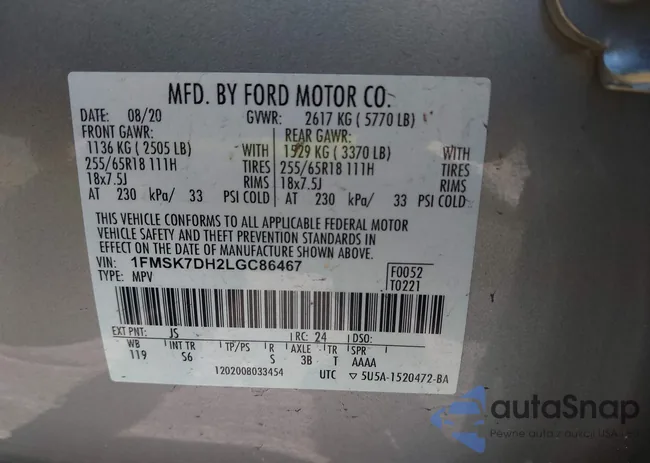 MFD. BY FORD MOTOR CO.
DATE: 08/20 GVWR: 2617 KG ( 5770 LB)
FRONT GAWR: REAR GAWR:
1136 KG ( 2505 LB) WITH 1529 KG ( 3370 LB) WITH
255/65R18 111H TIRES 255/65R18 111H TIRES
18x7.5J RIMS 18x7.5J RIMS
AT 230 kPa/ 33 PSI COLD AT 230 kPa/ 33 PSI COLD
THIS VEHICLE CONFORMS TO ALL APPLICABLE FEDERAL MOTOR
VEHICLE SAFETY AND THEFT PREVENTION STANDARDS IN
EFFECT ON THE DATE OF MANUFACTURE SHOWN ABOVE.
VIN: 1FMSK7DH2LGC86467 F0052
TYPE: MPV T0221
EXT PNT: JS RC: 24 DSO:
WB INT TR TP/PS R AXLE TR SPR
119 S6 S 3B T AAAA
1202008033454 UTC 5U5A-1520472-BA
autoSnap
Pewne auta z aukcji USA